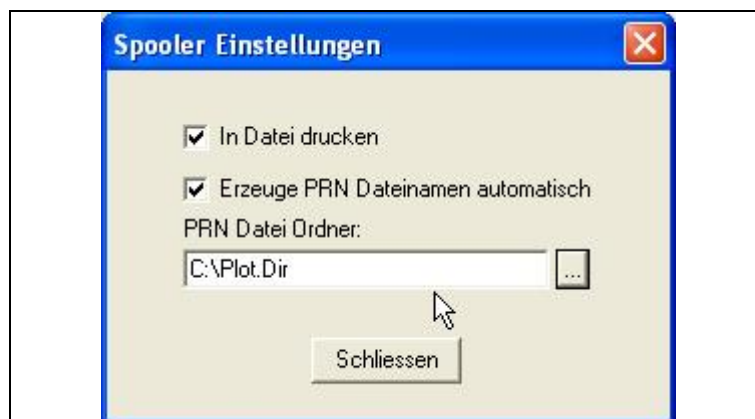 Spooler Einstellungen
In Datei drucken
Erzeuge PRN Dateinamen automatisch
PRN Datei Ordner:
C:\Plot.Dir
...
Schliessen